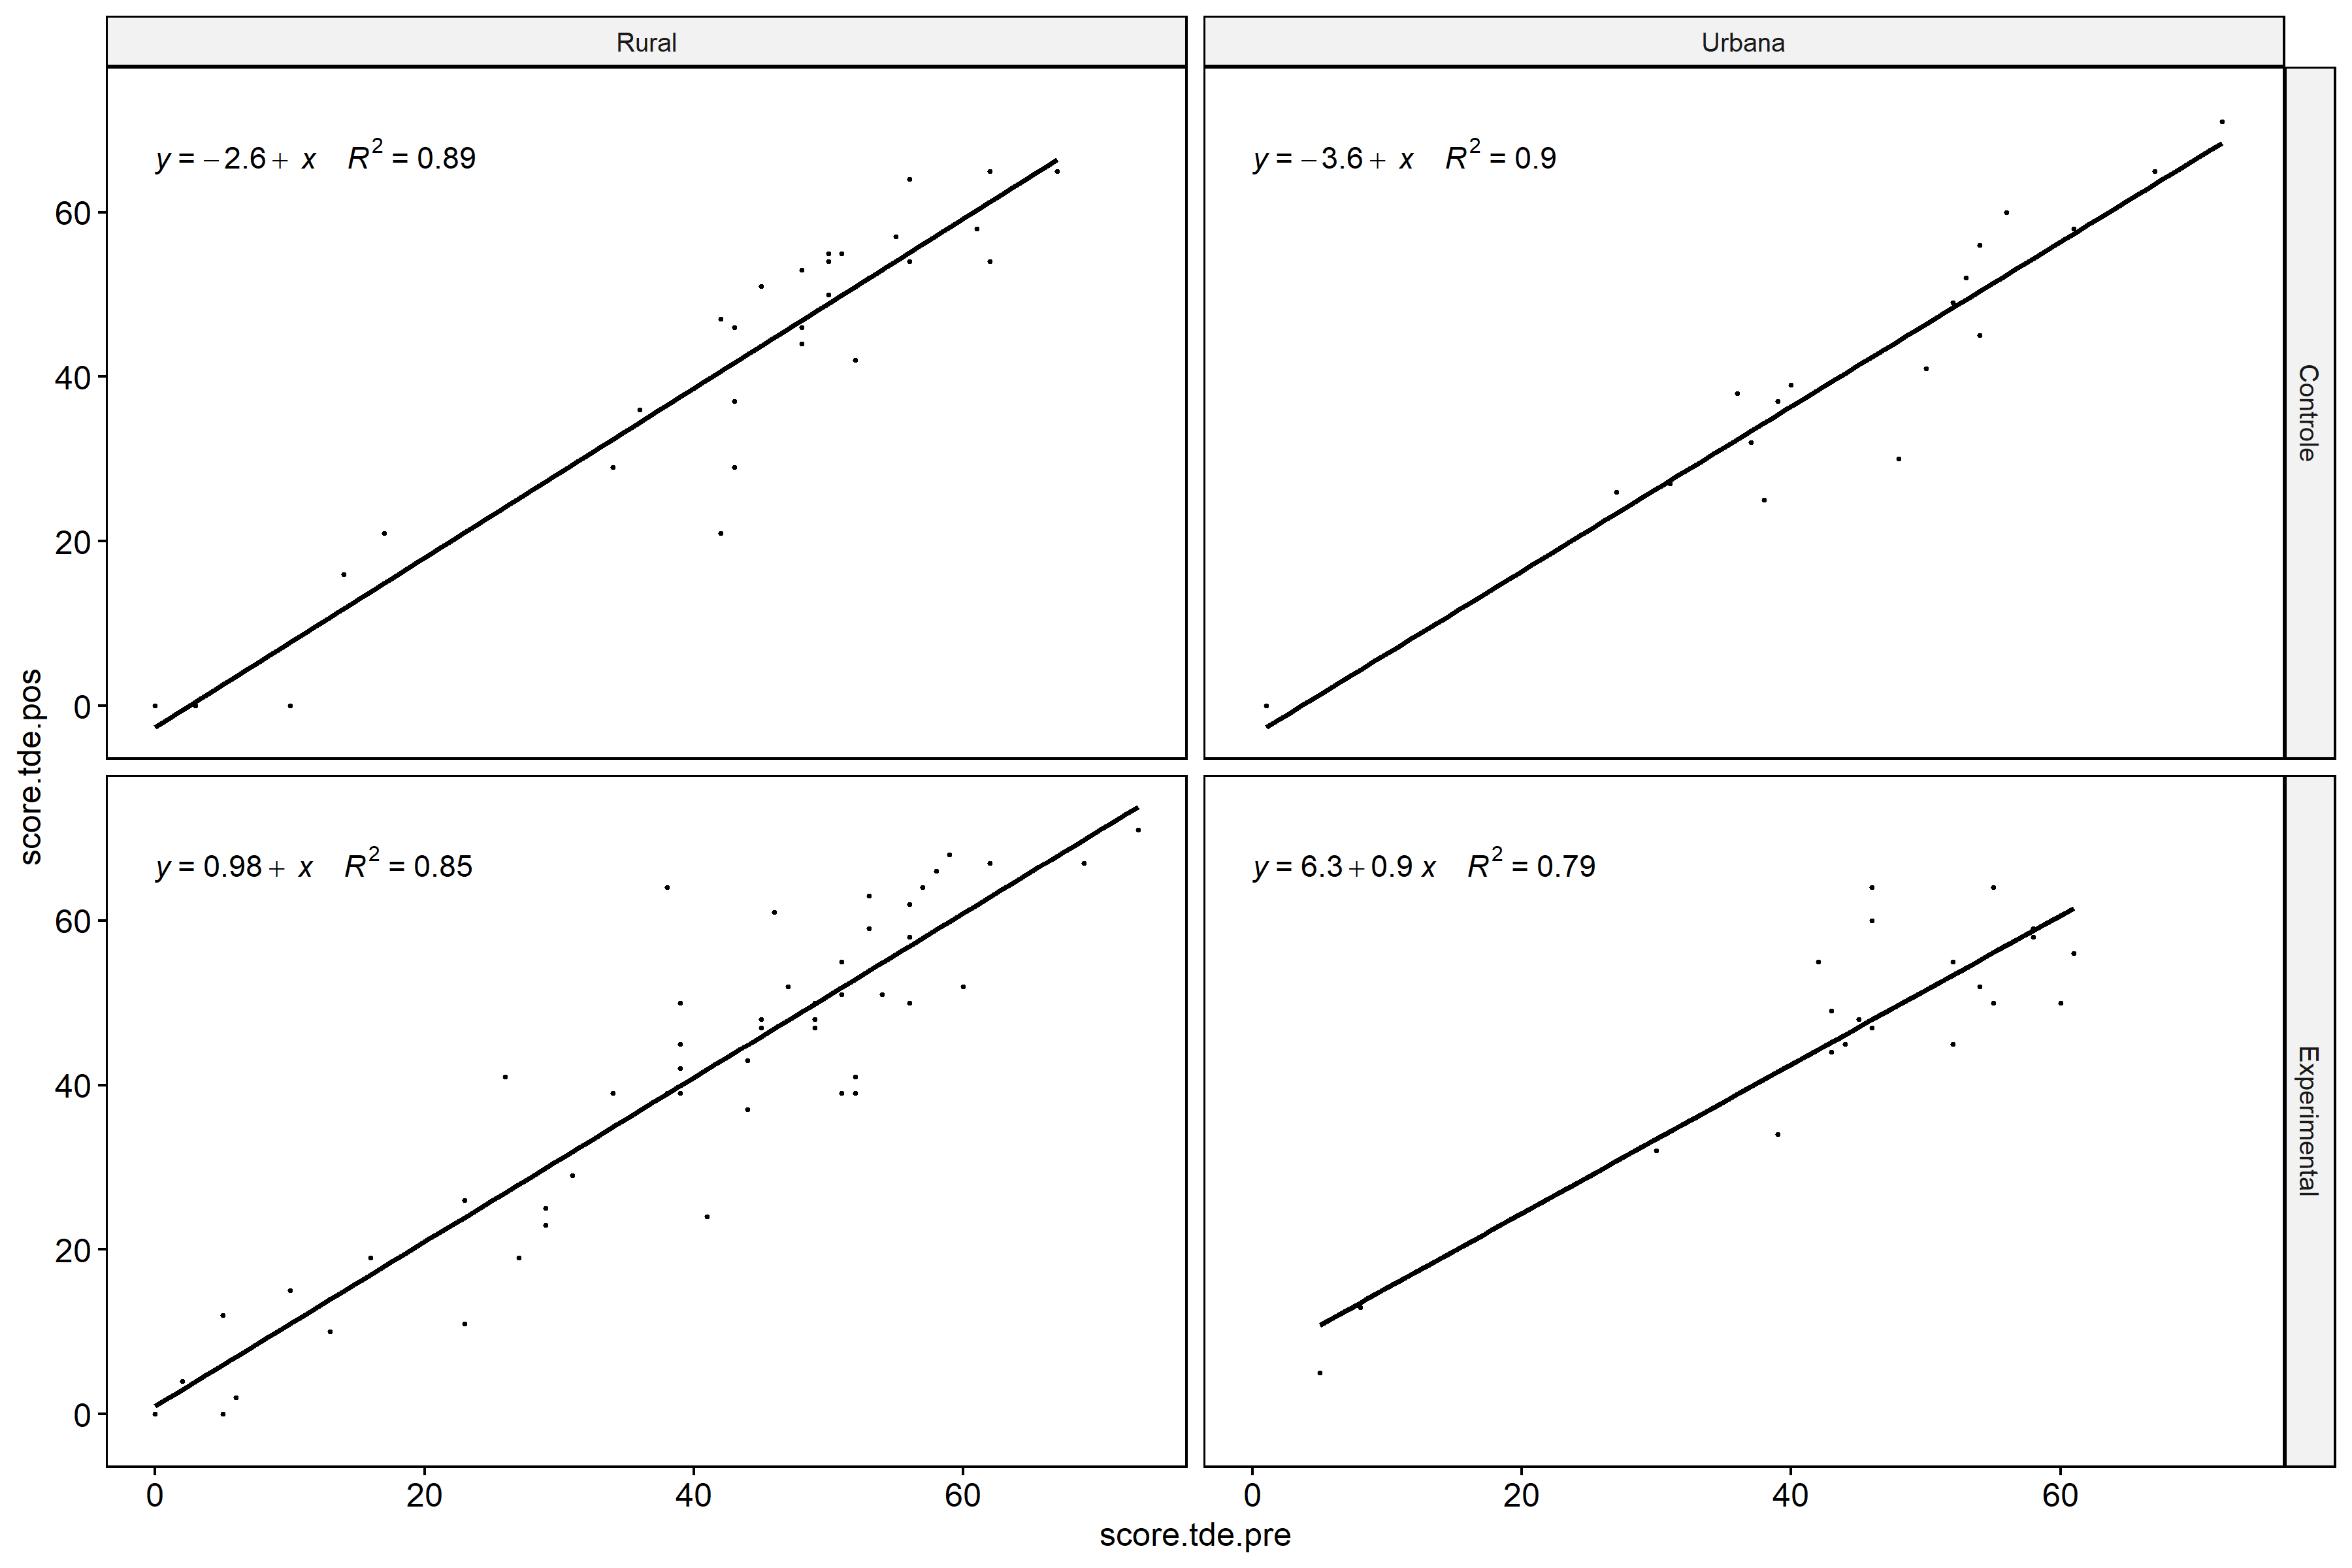 Rural
Urbana
y = −2.6 + x R² = 0.89
y = −3.6 + x R² = 0.9
Controle
60
40
20
0
score.tde.pos
y = 0.98 + x R² = 0.85
y = 6.3 + 0.9 x R² = 0.79
Experimental
60
40
20
0
0 20 40 60
0 20 40 60
score.tde.pre